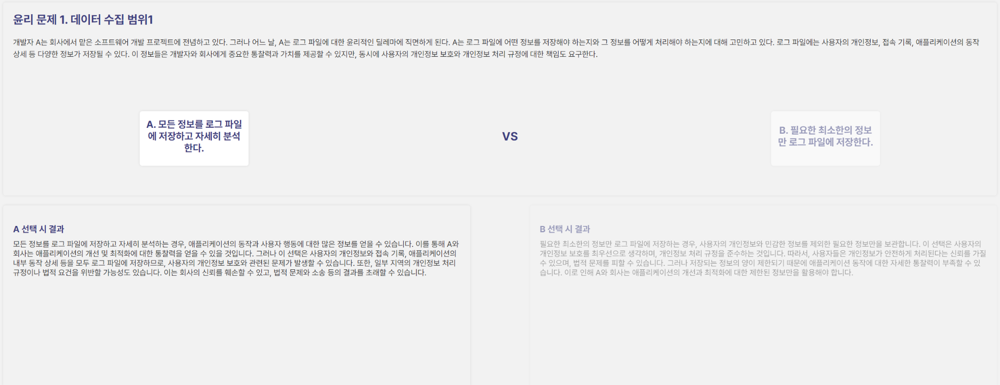 윤리 문제 1. 데이터 수집 범위1
개발자 A는 회사에서 맡은 소프트웨어 개발 프로젝트에 전념하고 있다. 그러나 어느 날, A는 로그 파일에 대한 윤리적인 딜레마에 직면하게 된다. A는 로그 파일에 어떤 정보를 저장해야 하는지와 그 정보를 어떻게 처리해야 하는지에 대해 고민하고 있다. 로그 파일에는 사용자의 개인정보, 접속 기록, 애플리케이션의 동작
상세 등 다양한 정보가 저장될 수 있다. 이 정보들은 개발자와 회사에게 중요한 통찰력과 가치를 제공할 수 있지만, 동시에 사용자의 개인정보 보호와 개인정보 처리 규정에 대한 책임도 요구한다.
A. 모든 정보를 로그 파일
에 저장하고 자세히 분석
한다.
VS
B. 필요한 최소한의 정보
만 로그 파일에 저장한다.
A 선택 시 결과
모든 정보를 로그 파일에 저장하고 자세히 분석하는 경우, 애플리케이션의 동작과 사용자 행동에 대한 많은 정보를 얻을 수 있습니다. 이를 통해 A와
회사는 애플리케이션의 개선 및 최적화에 대한 통찰력을 얻을 수 있을 것입니다. 그러나 이 선택은 사용자의 개인정보와 접속 기록, 애플리케이션의
내부 동작 상세 등을 모두 로그 파일에 저장하므로, 사용자의 개인정보 보호와 관련된 문제가 발생할 수 있습니다. 또한, 일부 지역의 개인정보 처리
규정이나 법적 요건을 위반할 가능성도 있습니다. 이는 회사의 신뢰를 훼손할 수 있고, 법적 문제와 소송 등의 결과를 초래할 수 있습니다.
B 선택 시 결과
필요한 최소한의 정보만 로그 파일에 저장하는 경우, 사용자의 개인정보와 민감한 정보를 제외한 필요한 정보만을 보관합니다. 이 선택은 사용자의
개인정보 보호를 최우선으로 생각하며, 개인정보 처리 규정을 준수하는 것입니다. 따라서, 사용자들은 개인정보가 안전하게 처리된다는 신뢰를 가질
수 있으며, 법적 문제를 피할 수 있습니다. 그러나 저장되는 정보의 양이 제한되기 때문에 애플리케이션 동작에 대한 자세한 통찰력이 부족할 수 있
습니다. 이로 인해 A와 회사는 애플리케이션의 개선과 최적화에 대한 제한된 정보만을 활용해야 합니다.